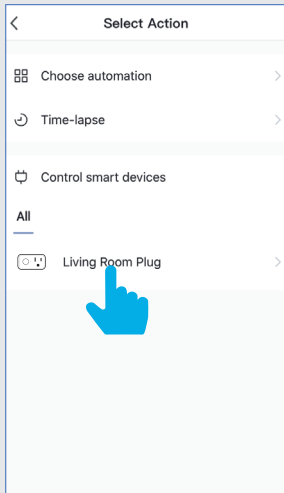 Select Action
Choose automation
Time-lapse
Control smart devices
All
Living Room Plug